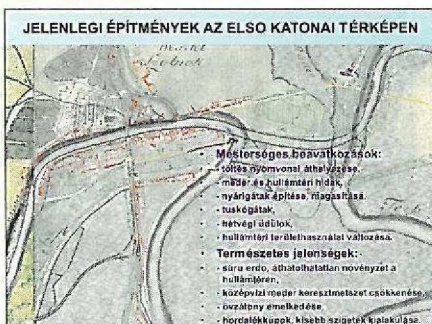 JELENLEGI ÉPÍTMÉNYEK AZ ELSO KATONAI TÉRKÉPEN
Mesterséges beavatkozások:
- töltés nyomvonal áthelyezése,
- meder és hullámtéri hidak,
- nyárigátak építése, magasítása,
- tuskógátak,
- hétvégi üdülok,
- hullámtéri területhasználat változása.
Természetes jelenségek:
- sűrű erdo, áthatolhatatlan növényzet a
hullámtéren,
- középvízi meder keresztmetszet csökkenése,
- övzátony emelkedése,
- hordalékkúpok, kisebb szigetek kialakulása.